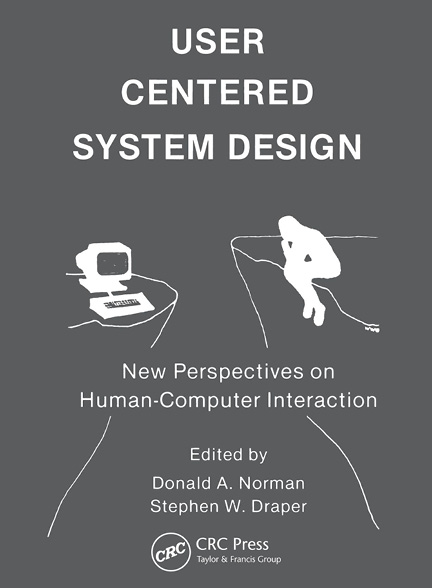 USER
CENTERED
SYSTEM DESIGN
New Perspectives on
Human-Computer Interaction
Edited by
Donald A. Norman
Stephen W. Draper
CRC
CRC Press
Taylor & Francis Group